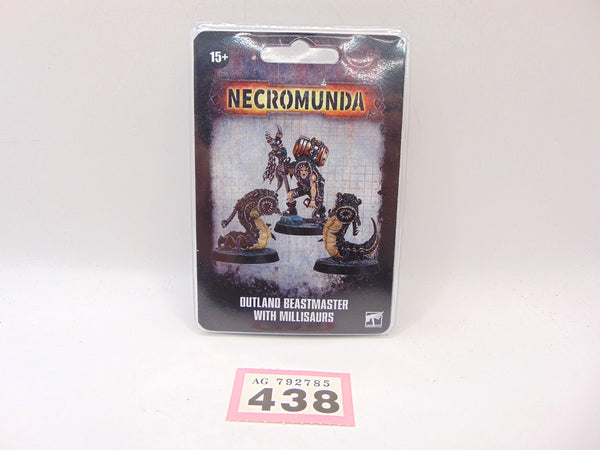 15+
NECROMUNDA
OUTLAND BEASTMASTER
WITH MILLISAURS
AG 792785
438